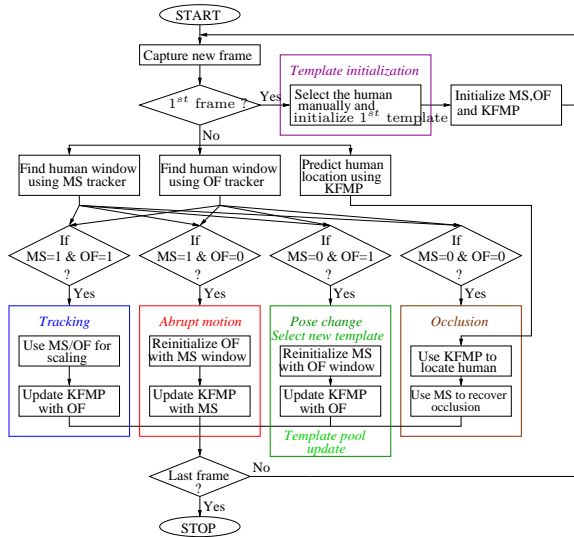 START
Capture new frame
1st frame ?
Yes
No
Template initialization
Select the human
manually and
initialize 1st template
Initialize MS,OF
and KFMP
Find human window
using MS tracker
Find human window
using OF tracker
Predict human
location using
KFMP
If
MS=1 & OF=1
?
Yes
If
MS=1 & OF=0
?
Yes
If
MS=0 & OF=1
?
Yes
If
MS=0 & OF=0
?
Yes
Tracking
Use MS/OF for
scaling
Update KFMP
with OF
Abrupt motion
Reinitialize OF
with MS window
Update KFMP
with MS
Pose change
Select new template
Reinitialize MS
with OF window
Update KFMP
with OF
Template pool
update
Occlusion
Use KFMP to
locate human
Use MS to recover
occlusion
Last frame
?
No
Yes
STOP